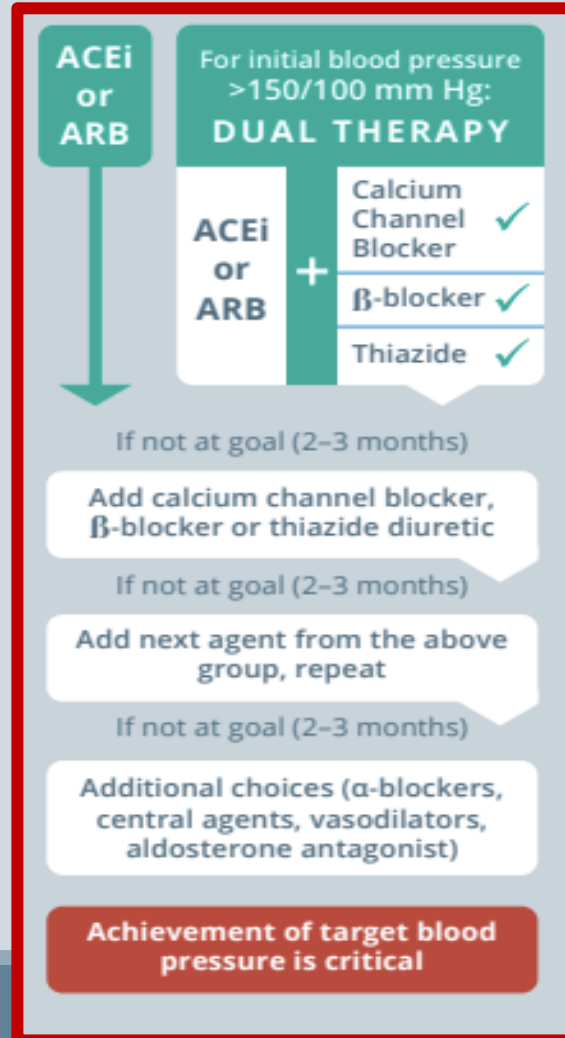 ACEi
or
ARB
For initial blood pressure
>150/100 mm Hg:
DUAL THERAPY
ACEi
or
ARB
+
Calcium
Channel
Blocker ✓
ß-blocker ✓
Thiazide ✓
If not at goal (2–3 months)
Add calcium channel blocker,
ß-blocker or thiazide diuretic
If not at goal (2–3 months)
Add next agent from the above
group, repeat
If not at goal (2–3 months)
Additional choices (α-blockers,
central agents, vasodilators,
aldosterone antagonist)
Achievement of target blood
pressure is critical